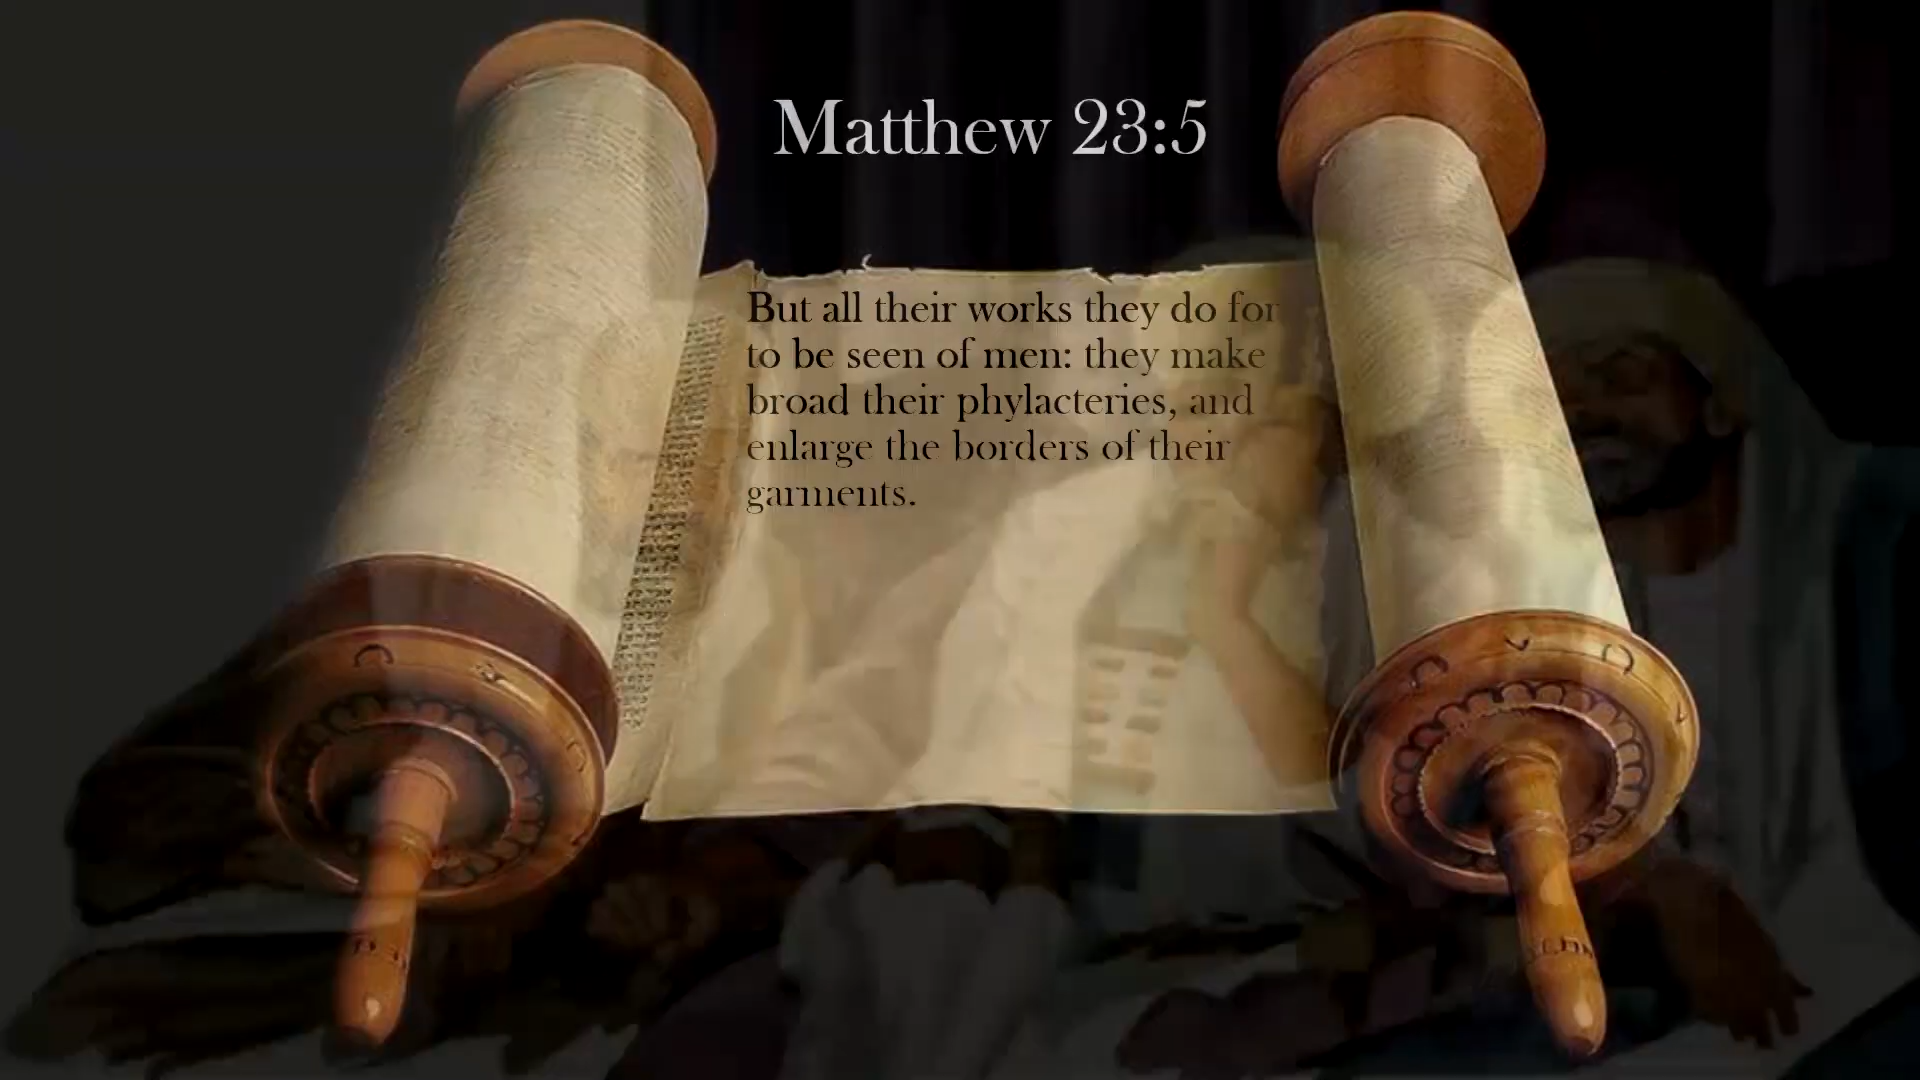 Matthew 23:5
But all their works they do for
to be seen of men: they make
broad their phylacteries, and
enlarge the borders of their
garments.